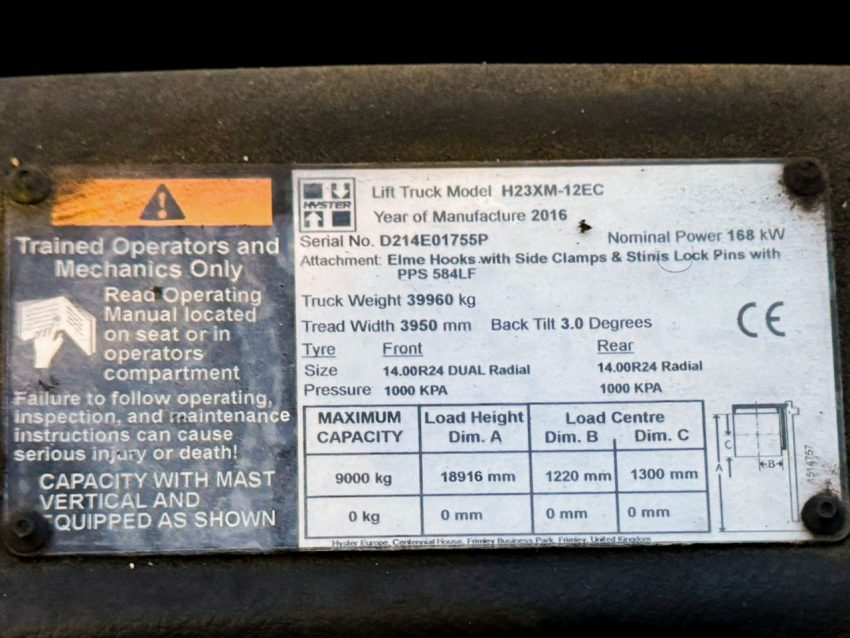 Trained Operators and
Mechanics Only
Read Operating
Manual located
on seat or in
operators
compartment
Failure to follow operating,
inspection, and maintenance
instructions can cause
serious injury or death!
CAPACITY WITH MAST
VERTICAL AND
EQUIPPED AS SHOWN
HYSTER
Lift Truck Model H23XM-12EC
Year of Manufacture 2016
Serial No. D214E01755P Nominal Power 168 kW
Attachment: Elme Hooks with Side Clamps & Stinis Lock Pins with
PPS 584LF
Truck Weight 39960 kg
Tread Width 3950 mm Back Tilt 3.0 Degrees
CE
Tyre Front Rear
Size 14.00R24 DUAL Radial 14.00R24 Radial
Pressure 1000 KPA 1000 KPA
MAXIMUM CAPACITY Load Height Dim. A Load Centre Dim. B Dim. C
9000 kg 18916 mm 1220 mm 1300 mm
0 kg 0 mm 0 mm 0 mm
C
B
A
Hyster Europe, Centennial House, Frimley Business Park, Frimley, United Kingdom